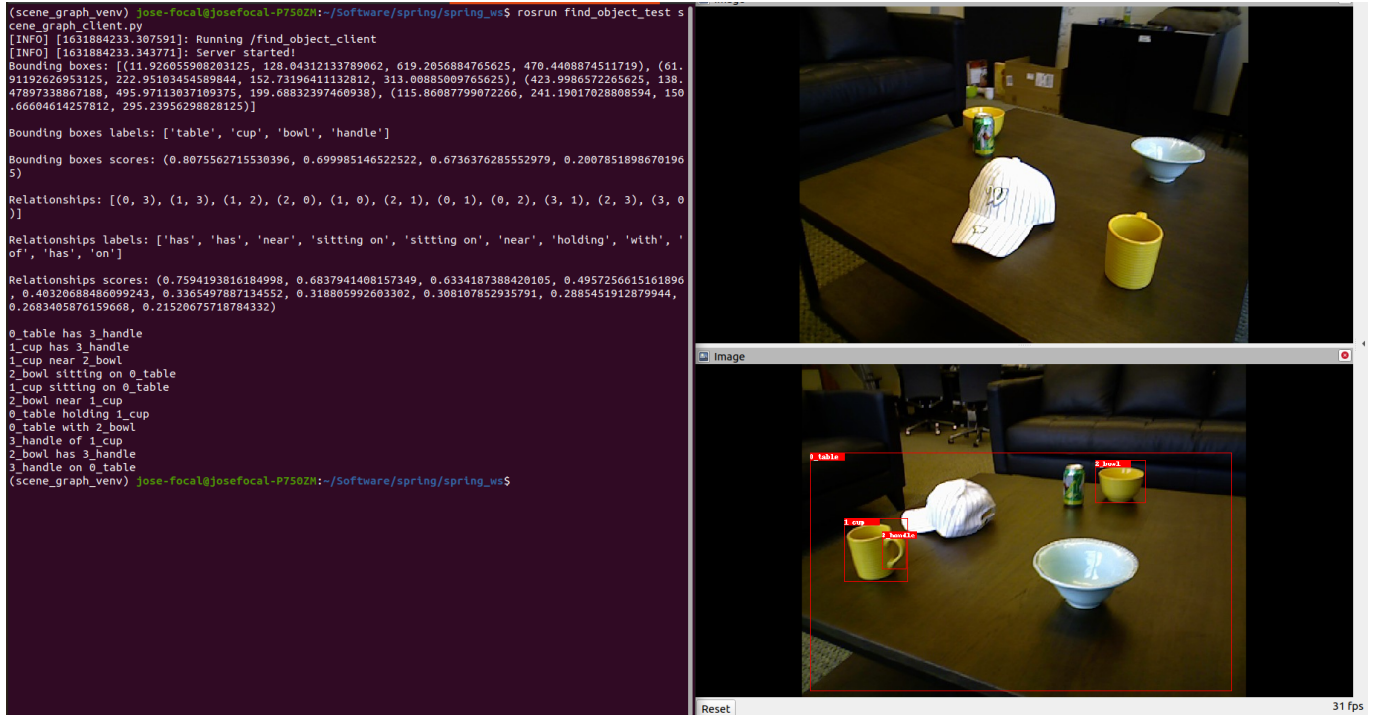 (scene_graph_venv) jose-focal@josefocal-P750ZM:~/Software/spring/spring_ws$ rosrun find_object_test s
cene_graph_client.py
[INFO] [1631884233.307591]: Running /find_object_client
[INFO] [1631884233.343771]: Server started!
Bounding boxes: [(11.926055908203125, 128.04312133789062, 619.2056884765625, 470.4408874511719), (61.
91192626953125, 222.95103454589844, 152.73196411132812, 313.00885009765625), (423.9986572265625, 138.
47897338867188, 495.97113037109375, 199.68832397460938), (115.86087799072266, 241.19017028808594, 150
.66604614257812, 295.23956298828125)]
Bounding boxes labels: ['table', 'cup', 'bowl', 'handle']
Bounding boxes scores: (0.8075562715530396, 0.699985146522522, 0.6736376285552979, 0.2007851898670196
5)
Relationships: [(0, 3), (1, 3), (1, 2), (2, 0), (1, 0), (2, 1), (0, 1), (0, 2), (3, 1), (2, 3), (3, 0
)]
Relationships labels: ['has', 'has', 'near', 'sitting on', 'sitting on', 'near', 'holding', 'with', '
of', 'has', 'on']
Relationships scores: (0.7594193816184998, 0.6837941408157349, 0.6334187388420105, 0.4957256615161896
, 0.40320688486099243, 0.3365497887134552, 0.318805992603302, 0.308107852935791, 0.2885451912879944,
0.2683405876159668, 0.21520675718784332)
0_table has 3_handle
1_cup has 3_handle
1_cup near 2_bowl
2_bowl sitting on 0_table
1_cup sitting on 0_table
2_bowl near 1_cup
0_table holding 1_cup
0_table with 2_bowl
3_handle of 1_cup
2_bowl has 3_handle
3_handle on 0_table
(scene_graph_venv) jose-focal@josefocal-P750ZM:~/Software/spring/spring_ws$
Image
0_table
2_bowl
1_cup
3_handle
Reset
31 fps